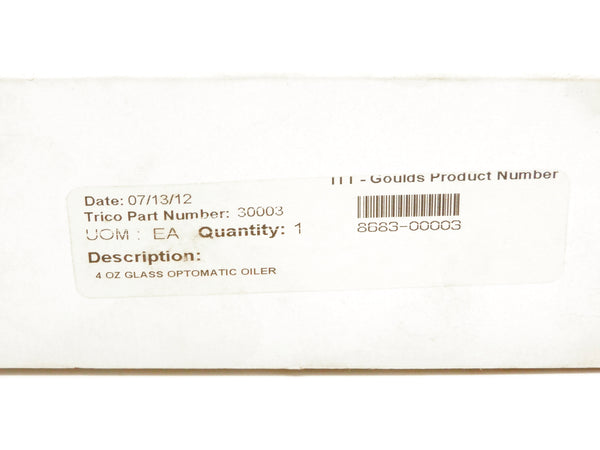 ITT - Goulds Product Number
Date: 07/13/12
Trico Part Number: 30003
8683-00003
UOM : EA Quantity: 1
Description:
4 OZ GLASS OPTOMATIC OILER